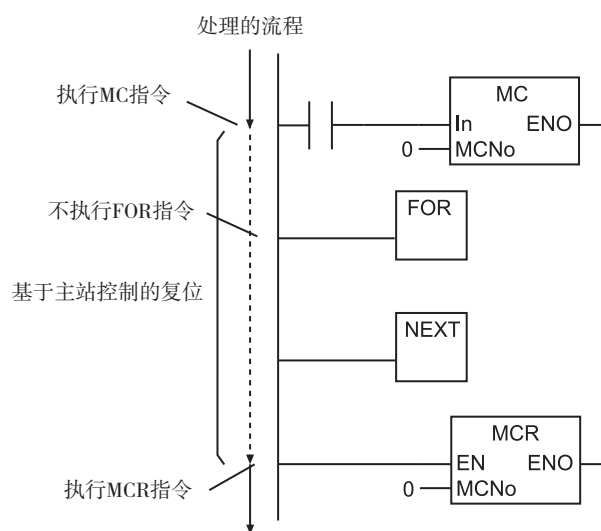 处理的流程
执行MC指令
MC
In ENO
0 MCNo
不执行FOR指令
FOR
基于主站控制的复位
NEXT
MCR
EN ENO
执行MCR指令
0 MCNo